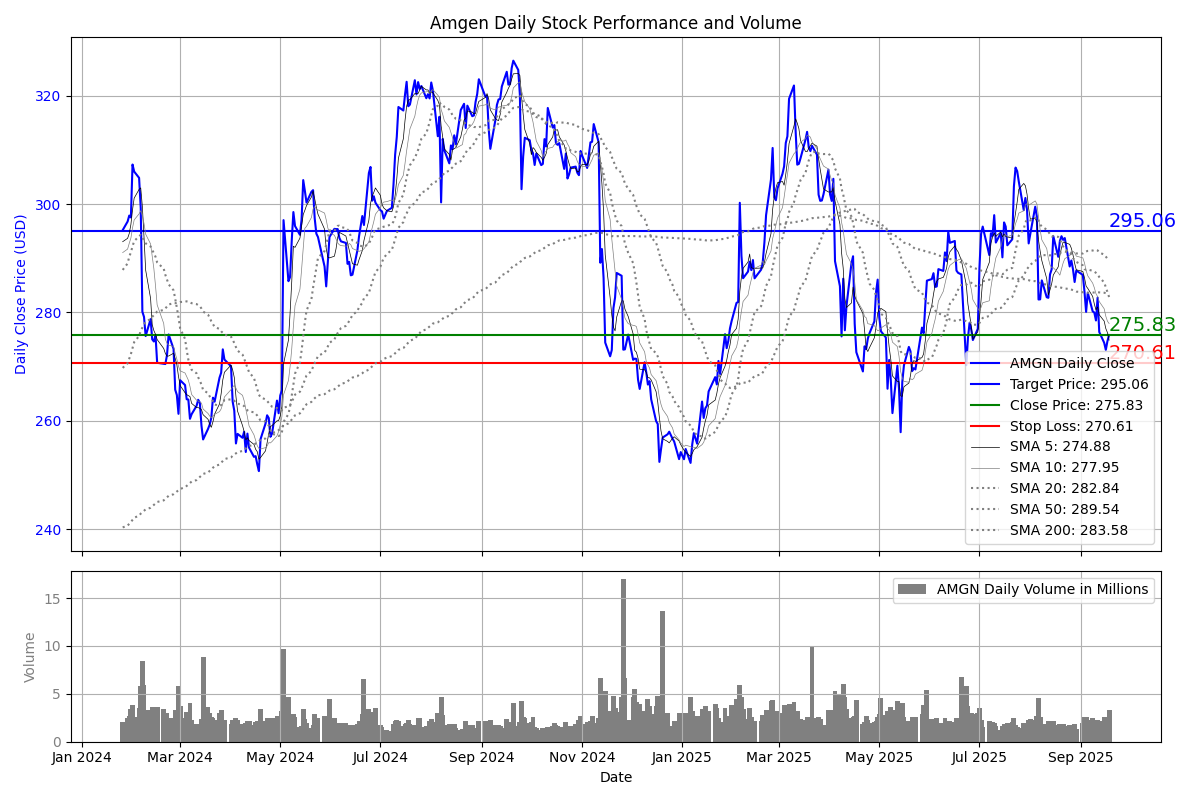 Amgen Daily Stock Performance and Volume
Daily Close Price (USD)
320
300
280
260
240
295.06
275.83
270.61
AMGN Daily Close
Target Price: 295.06
Close Price: 275.83
Stop Loss: 270.61
SMA 5: 274.88
SMA 10: 277.95
SMA 20: 282.84
SMA 50: 289.54
SMA 200: 283.58
Volume
15
10
5
0
AMGN Daily Volume in Millions
Jan 2024 Mar 2024 May 2024 Jul 2024 Sep 2024 Nov 2024 Jan 2025 Mar 2025 May 2025 Jul 2025 Sep 2025
Date